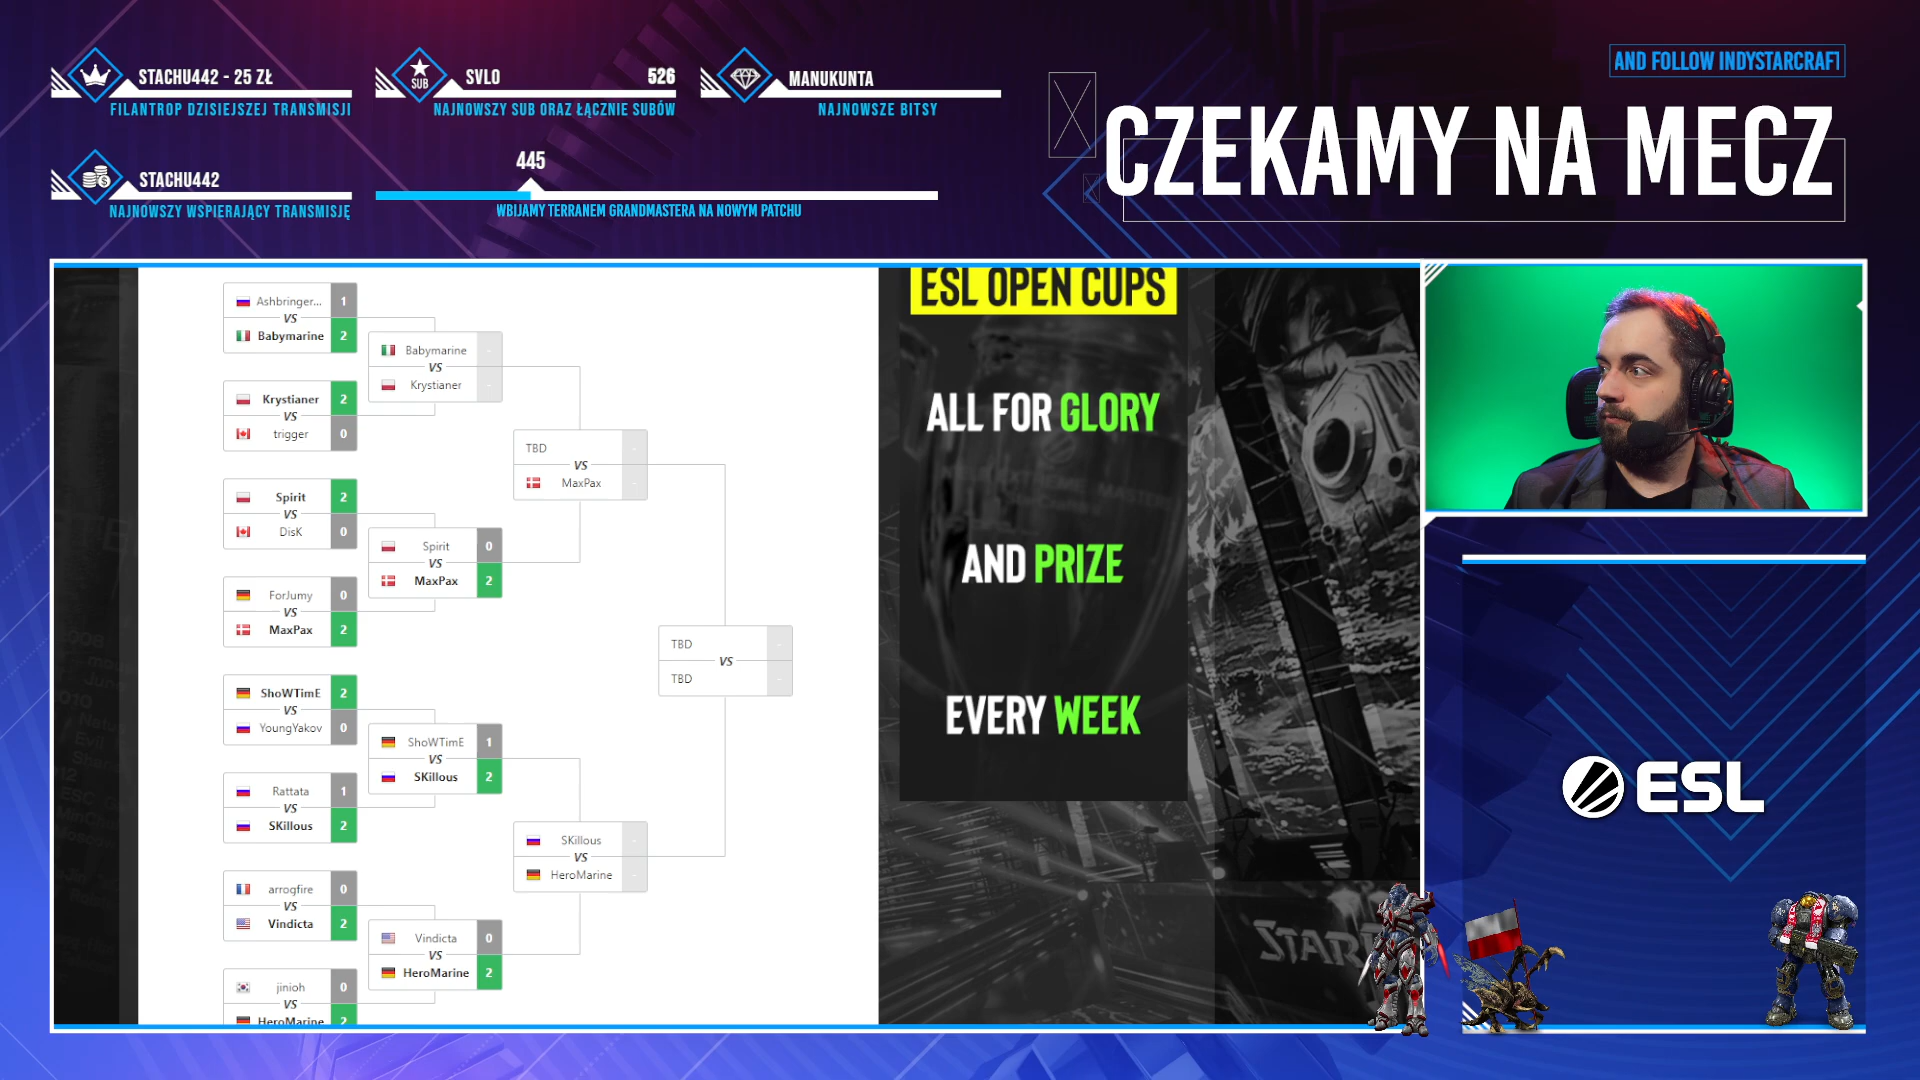 STACHU442 - 25 ZŁ
FILANTROP DZISIEJSZEJ TRANSMISJI
SUB
SVLO
526
NAJNOWSZY SUB ORAZ ŁĄCZNIE SUBÓW
MANUKUNTA
NAJNOWSZE BITSY
AND FOLLOW INDYSTARCRAFT
CZEKAMY NA MECZ
STACHU442
NAJNOWSZY WSPIERAJĄCY TRANSMISJĘ
445
WBIJAMY TERRANEM GRANDMASTERA NA NOWYM PATCHU
Ashbringer... 1
VS
Babymarine 2
Krystianer 2
VS
trigger 0
Spirit 2
VS
DisK 0
ForJumy 0
VS
MaxPax 2
ShoWTimE 2
VS
YoungYakov 0
Rattata 1
VS
SKillous 2
arrogfire 0
VS
Vindicta 2
jinioh 0
VS
HeroMarine 2
Babymarine -
VS
Krystianer -
Spirit 0
VS
MaxPax 2
ShoWTimE 1
VS
SKillous 2
Vindicta 0
VS
HeroMarine 2
TBD -
VS
MaxPax -
SKillous -
VS
HeroMarine -
TBD -
VS
TBD -
ESL OPEN CUPS
ALL FOR GLORY
AND PRIZE
EVERY WEEK
STAR
ESL